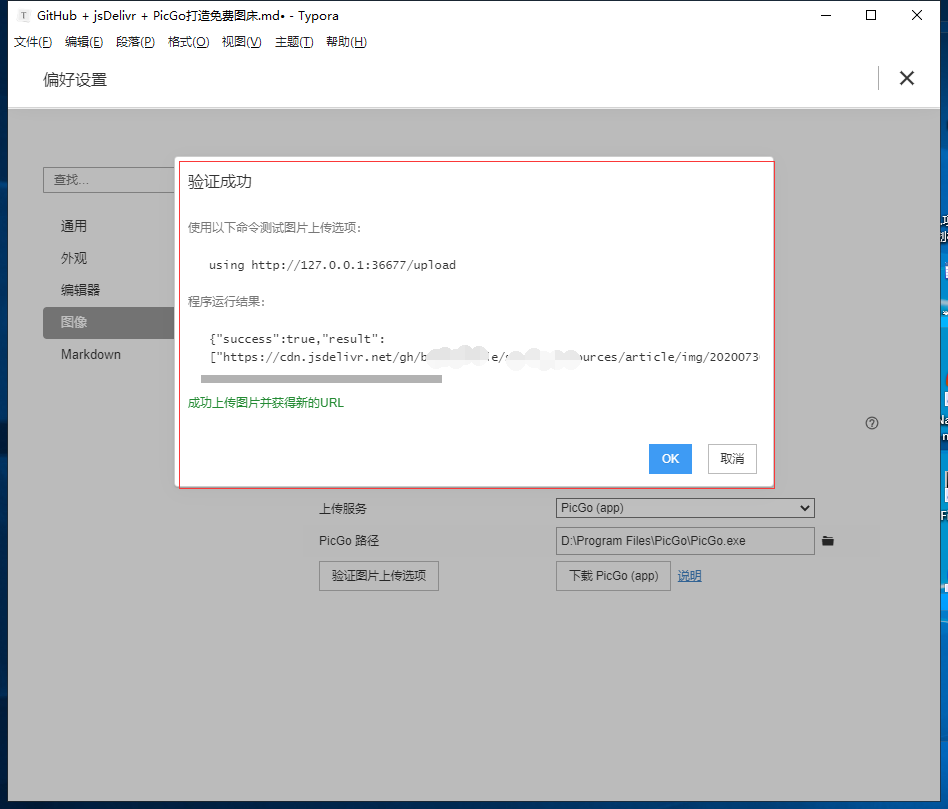 GitHub + jsDelivr + PicGo打造免费图床.md• - Typora
文件(F) 编辑(E) 段落(P) 格式(O) 视图(V) 主题(T) 帮助(H)
偏好设置
查找...
通用
外观
编辑器
图像
Markdown
验证成功
使用以下命令测试图片上传选项:
using http://127.0.0.1:36677/upload
程序运行结果:
{"success":true,"result":
["https://cdn.jsdelivr.net/gh/b e/ ources/article/img/2020073
成功上传图片并获得新的URL
OK 取消
上传服务 PicGo (app)
PicGo 路径 D:\Program Files\PicGo\PicGo.exe
验证图片上传选项 下载 PicGo (app) 说明